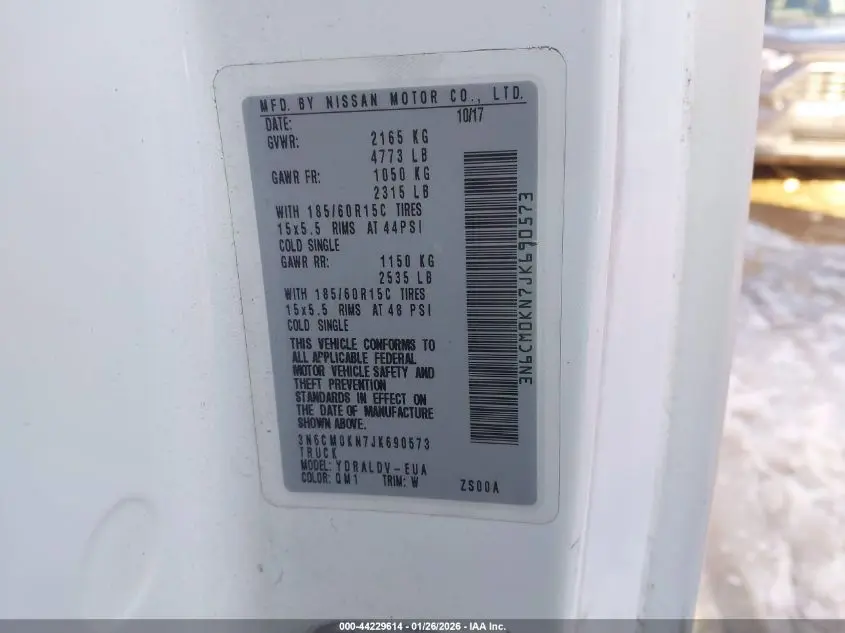 MFD. BY NISSAN MOTOR CO., LTD.
DATE: 10/17
GVWR: 2165 KG
4773 LB
GAWR FR: 1050 KG
2315 LB
WITH 185/60R15C TIRES
15x5.5 RIMS AT 44PSI
COLD SINGLE
GAWR RR: 1150 KG
2535 LB
WITH 185/60R15C TIRES
15x5.5 RIMS AT 48 PSI
COLD SINGLE
THIS VEHICLE CONFORMS TO
ALL APPLICABLE FEDERAL
MOTOR VEHICLE SAFETY AND
THEFT PREVENTION
STANDARDS IN EFFECT ON
THE DATE OF MANUFACTURE
SHOWN ABOVE.
3N6CM0KN7JK690573
TRUCK
MODEL: YDRALDV-EUA
COLOR: QM1 TRIM: W ZS00A
3N6CM0KN7JK690573
000-44229614 - 01/26/2026 - IAA Inc.